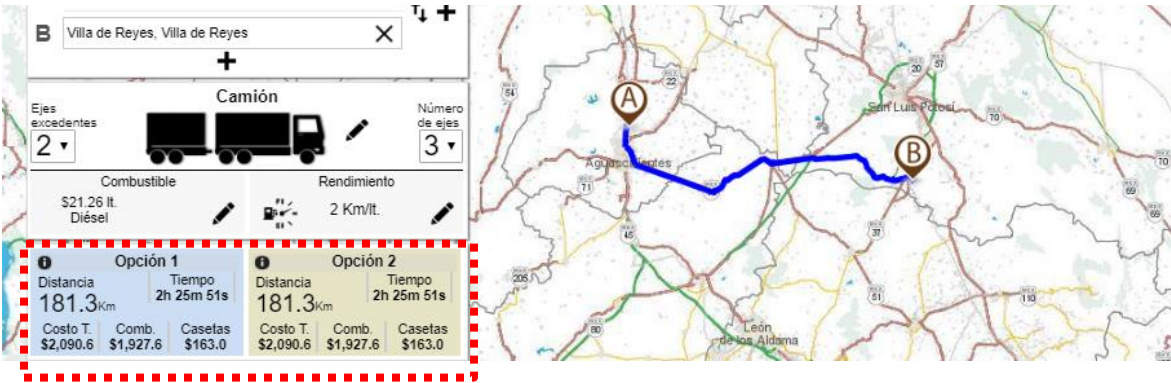 B Villa de Reyes, Villa de Reyes
Camión
Ejes excedentes
2
Número de ejes
3
Combustible
$21.26 lt.
Diésel
Rendimiento
2 Km/lt.
Opción 1
Distancia
181.3Km
Tiempo
2h 25m 51s
Costo T. Comb. Casetas
$2,090.6 $1,927.6 $163.0
Opción 2
Distancia
181.3Km
Tiempo
2h 25m 51s
Costo T. Comb. Casetas
$2,090.6 $1,927.6 $163.0
A
B
San Luis Potosí
Aguascalientes
León
de los Aldama
54
22
20
57
70
70
69
69
71
45
37
51
110
205
80